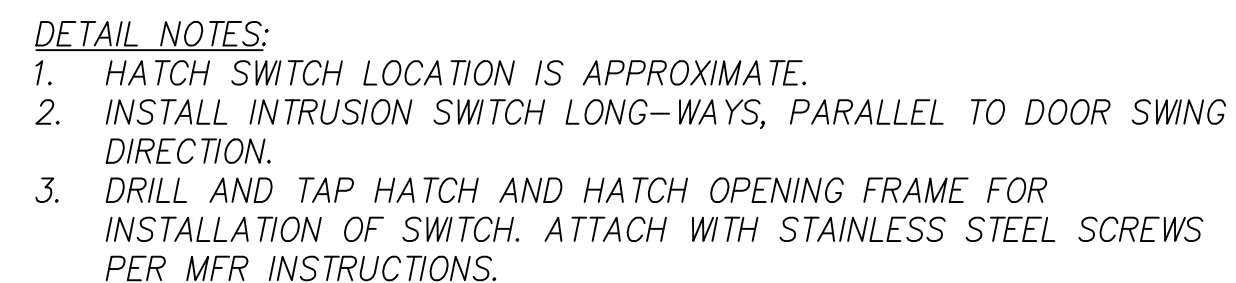 DETAIL NOTES:
1. HATCH SWITCH LOCATION IS APPROXIMATE.
2. INSTALL INTRUSION SWITCH LONG-WAYS, PARALLEL TO DOOR SWING
DIRECTION.
3. DRILL AND TAP HATCH AND HATCH OPENING FRAME FOR
INSTALLATION OF SWITCH. ATTACH WITH STAINLESS STEEL SCREWS
PER MFR INSTRUCTIONS.